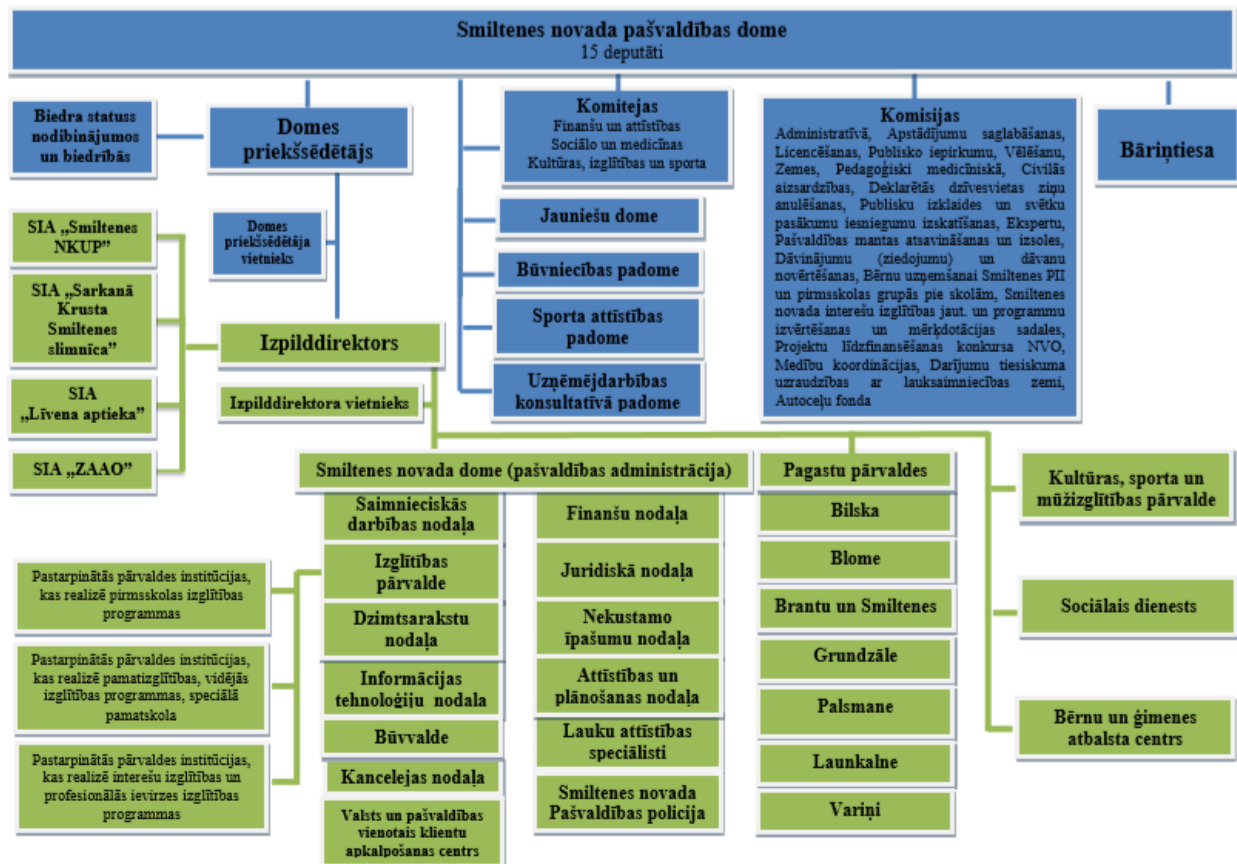 Smiltenes novada pašvaldības dome
15 deputāti
Biedra statuss
nodibinājumos
un biedrībās
Domes
priekšsēdētājs
Domes
priekšsēdētāja
vietnieks
Komitejas
Finanšu un attīstības
Sociālo un medicīnas
Kultūras, izglītības un sporta
Jauniešu dome
Būvniecības padome
Sporta attīstības
padome
Uzņēmējdarbības
konsultatīvā padome
Komisijas
Administratīvā, Apstādījumu saglabāšanas,
Licencēšanas, Publisko iepirkumu, Vēlēšanu,
Zemes, Pedagoģiski medicīniskā, Civilās
aizsardzības, Deklarētās dzīvesvietas ziņu
anulēšanas, Publisku izklaides un svētku
pasākumu iesniegumu izskatīšanas, Ekspertu,
Pašvaldības mantas atsavināšanas un izsoles,
Dāvinājumu (ziedojumu) un dāvanu
novērtēšanas, Bērnu uzņemšanai Smiltenes PII
un pirmsskolas grupās pie skolām, Smiltenes
novada interešu izglītības jaut. un programmu
izvērtēšanas un mērķdotācijas sadales,
Projektu līdzfinansēšanas konkursa NVO,
Medību koordinācijas, Darījumu tiesiskuma
uzraudzības ar lauksaimniecības zemi,
Autoceļu fonda
Bāriņtiesa
SIA „Smiltenes
NKUP”
SIA „Sarkanā
Krusta
Smiltenes
slimnīca”
SIA
„Līvena aptieka”
SIA „ZAAO”
Izpilddirektors
Izpilddirektora vietnieks
Smiltenes novada dome (pašvaldības administrācija)
Saimnieciskās
darbības nodaļa
Izglītības
pārvalde
Dzimtsarakstu
nodaļa
Informācijas
tehnoloģiju nodala
Būvvalde
Kancelejas nodaļa
Valsts un pašvaldības
vienotais klientu
apkalpošanas centrs
Finanšu nodaļa
Juridiskā nodaļa
Nekustamo
īpašumu nodaļa
Attīstības un
plānošanas nodaļa
Lauku attīstības
speciālisti
Smiltenes novada
Pašvaldības policija
Pagastu pārvaldes
Bilska
Blome
Brantu un Smiltenes
Grundzāle
Palsmane
Launkalne
Variņi
Kultūras, sporta un
mūžizglītības pārvalde
Sociālais dienests
Bērnu un ģimenes
atbalsta centrs
Pastarpinātās pārvaldes institūcijas,
kas realizē pirmsskolas izglītības
programmas
Pastarpinātās pārvaldes institūcijas,
kas realizē pamatizglītības, vidējās
izglītības programmas, speciālā
pamatskola
Pastarpinātās pārvaldes institūcijas,
kas realizē interešu izglītības un
profesionālās ievirzes izglītības
programmas